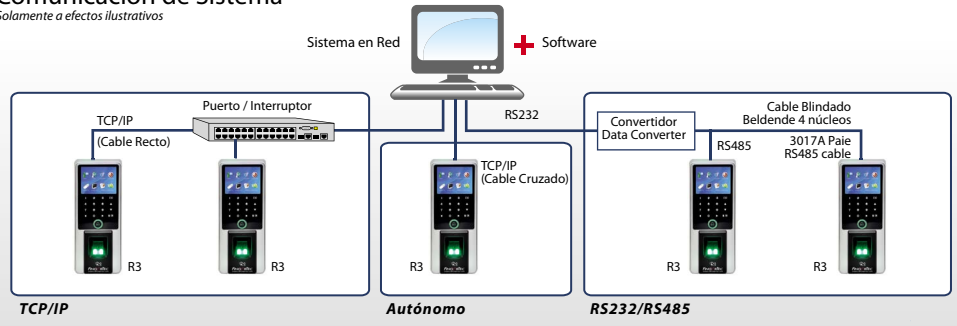 Comunicación de Sistema
Solamente a efectos ilustrativos
Sistema en Red
Software
Puerto / Interruptor
TCP/IP
(Cable Recto)
R3
R3
TCP/IP
TCP/IP
(Cable Cruzado)
R3
Autónomo
RS232
Convertidor
Data Converter
Cable Blindado
Beldende 4 núcleos
RS485
3017A Paie
RS485 cable
R3
R3
RS232/RS485